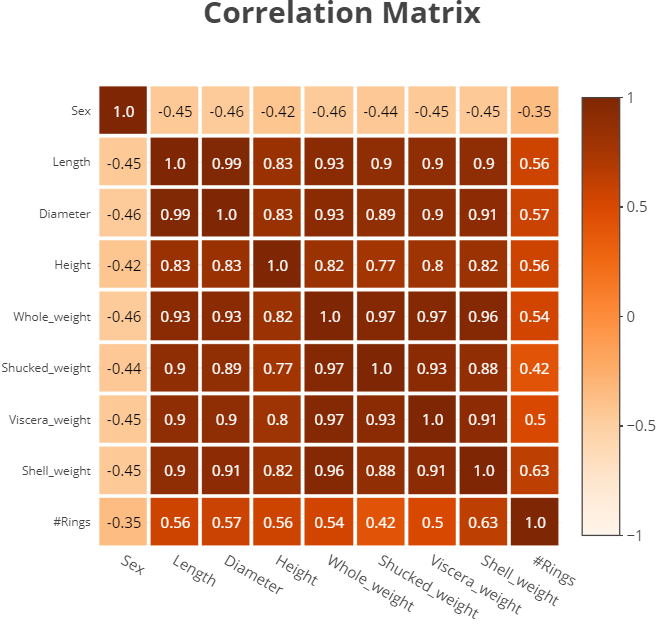 Correlation Matrix
Sex 1.0 -0.45 -0.46 -0.42 -0.46 -0.44 -0.45 -0.45 -0.35
Length -0.45 1.0 0.99 0.83 0.93 0.9 0.9 0.9 0.56
Diameter -0.46 0.99 1.0 0.83 0.93 0.89 0.9 0.91 0.57
Height -0.42 0.83 0.83 1.0 0.82 0.77 0.8 0.82 0.56
Whole_weight -0.46 0.93 0.93 0.82 1.0 0.97 0.97 0.96 0.54
Shucked_weight -0.44 0.9 0.89 0.77 0.97 1.0 0.93 0.88 0.42
Viscera_weight -0.45 0.9 0.9 0.8 0.97 0.93 1.0 0.91 0.5
Shell_weight -0.45 0.9 0.91 0.82 0.96 0.88 0.91 1.0 0.63
#Rings -0.35 0.56 0.57 0.56 0.54 0.42 0.5 0.63 1.0
Sex Length Diameter Height Whole_weight Shucked_weight Viscera_weight Shell_weight #Rings
1
0.5
0
−0.5
−1